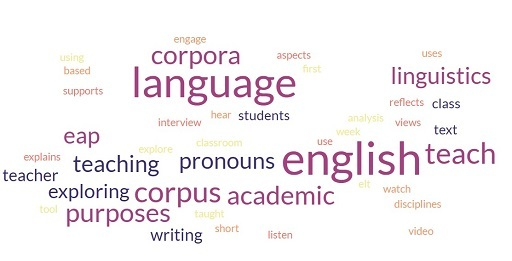 engage
using
corpora
aspects
uses
based
first
supports
language
linguistics
reflects
class
interview
hear
students
analysis
views
text
week
eap
explore
classroom
use
explains
teaching
pronouns
english
teach
teacher
exploring
corpus
academic
elt
watch
disciplines
tool
purposes
taught
short
writing
listen
video